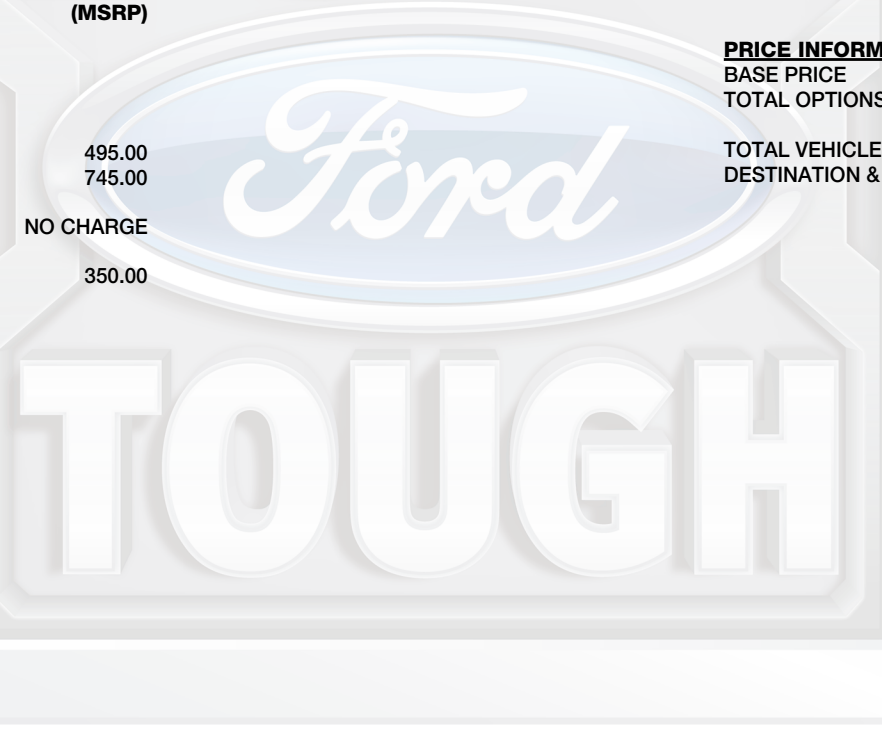 (MSRP)
495.00
745.00
NO CHARGE
350.00
PRICE INFORM
BASE PRICE
TOTAL OPTIONS
TOTAL VEHICLE
DESTINATION &
Ford
TOUGH